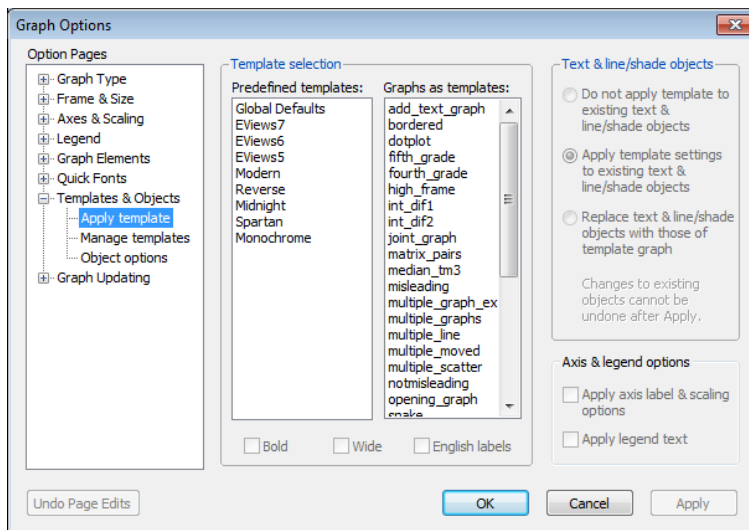 Graph Options
Option Pages
Graph Type
Frame & Size
Axes & Scaling
Legend
Graph Elements
Quick Fonts
Templates & Objects
Apply template
Manage templates
Object options
Graph Updating
Template selection
Predefined templates:
Global Defaults
EViews7
EViews6
EViews5
Modern
Reverse
Midnight
Spartan
Monochrome
Graphs as templates:
add_text_graph
bordered
dotplot
fifth_grade
fourth_grade
high_frame
int_dif1
int_dif2
joint_graph
matrix_pairs
median_tm3
misleading
multiple_graph_ex
multiple_graphs
multiple_line
multiple_moved
multiple_scatter
notmisleading
opening_graph
snake
Bold
Wide
English labels
Text & line/shade objects
Do not apply template to
existing text &
line/shade objects
Apply template settings
to existing text &
line/shade objects
Replace text & line/shade
objects with those of
template graph
Changes to existing
objects cannot be
undone after Apply.
Axis & legend options
Apply axis label & scaling
options
Apply legend text
Undo Page Edits
OK
Cancel
Apply